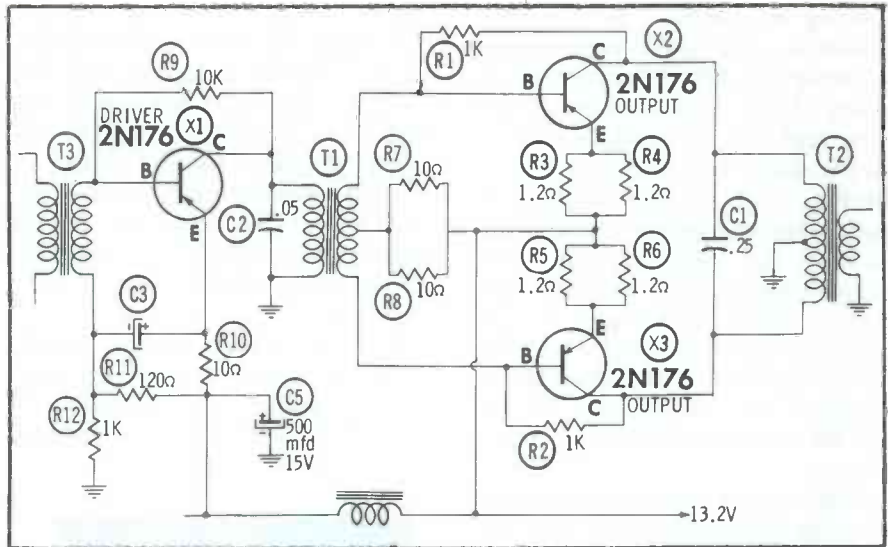 R9
10K
DRIVER
2N176
X1
B
C
E
T3
C2
.05
T1
R7
10Ω
10Ω
R8
R1
1K
B
C
E
X2
2N176
OUTPUT
R3
1.2Ω
R4
1.2Ω
R5
1.2Ω
R6
1.2Ω
C1
.25
T2
C3
R10
10Ω
R11
120Ω
R12
1K
C5
500
mfd
15V
B
E
C
X3
2N176
OUTPUT
R2
1K
13.2V